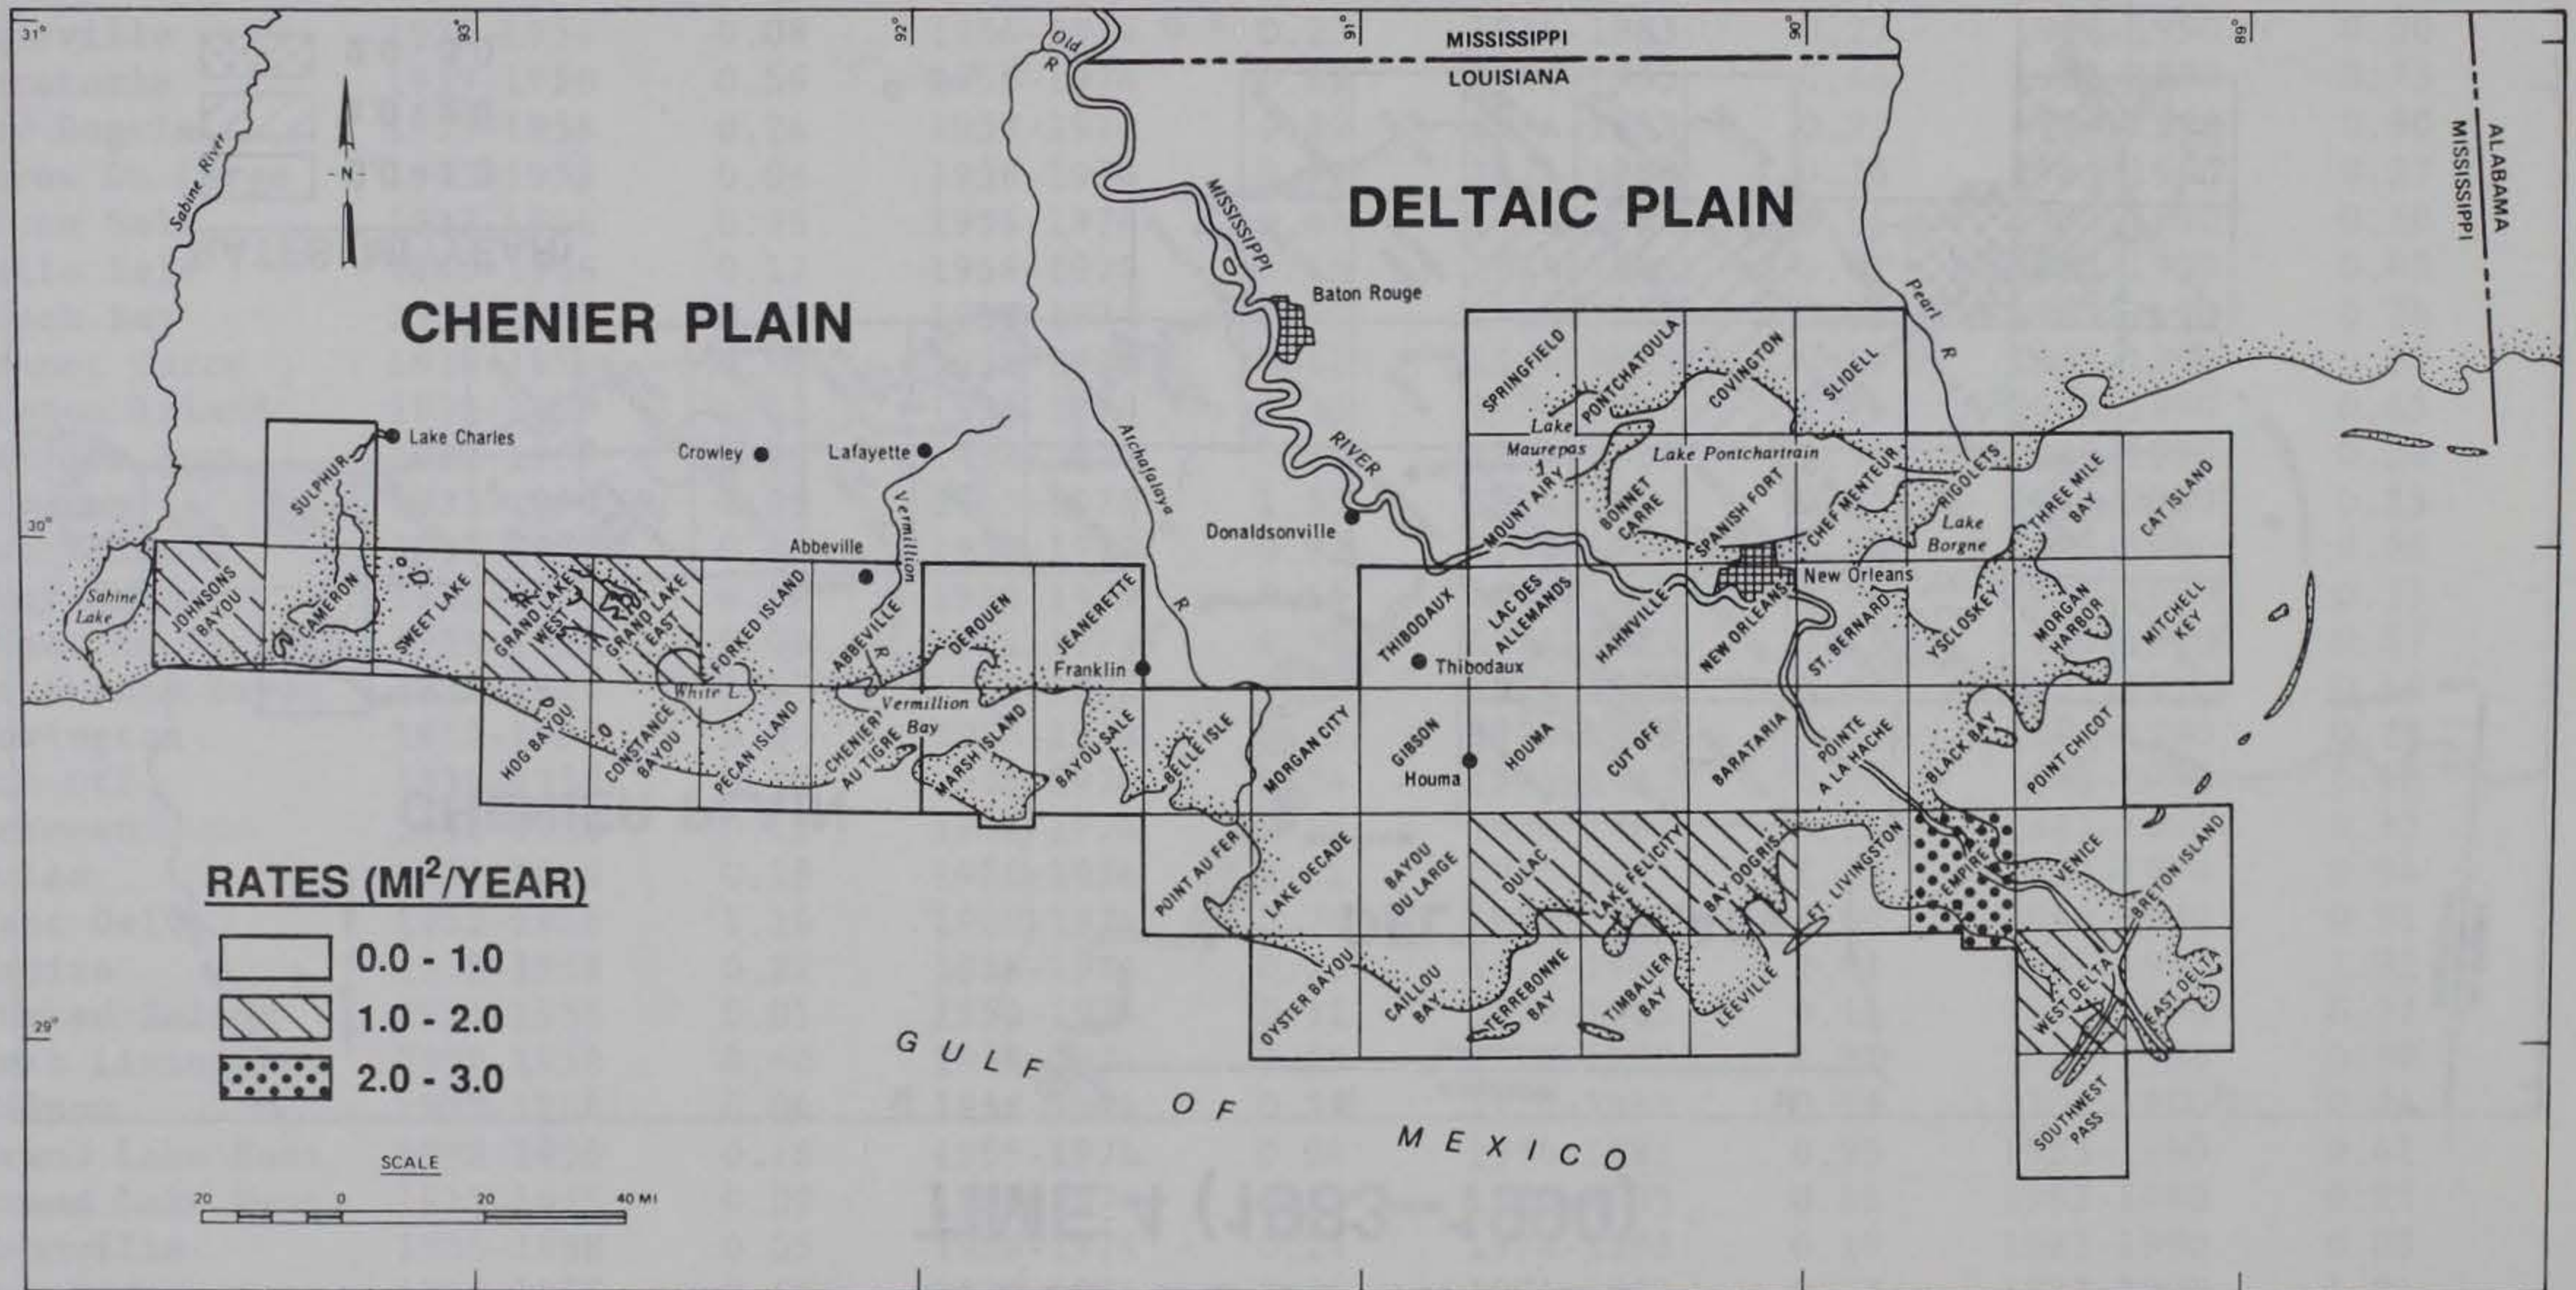 31°
93°
92°
91°
90°
89°
Old
R
MISSISSIPPI
LOUISIANA
MISSISSIPPI
ALABAMA
Sabine River
- N -
MISSISSIPPI
RIVER
DELTAIC PLAIN
CHENIER PLAIN
Baton Rouge
Pearl
R
Lake Charles
Crowley
Lafayette
Vermillion
R
Atchafalaya
R
Donaldsonville
Abbeville
30°
Sabine
Lake
SPRINGFIELD
PONTCHATOULA
COVINGTON
SLIDELL
Lake
Maurepas
Lake Pontchartrain
MOUNT AIRY
BONNET
CARRE
SPANISH FORT
CHEF MENTEUR
RIGOLETS
Lake
Borgne
THREE MILE
BAY
CAT ISLAND
SULPHUR
JOHNSONS
BAYOU
CAMERON
SWEET LAKE
GRAND LAKE
WEST
GRAND LAKE
EAST
FORKED ISLAND
ABBEVILLE
DEROUEN
JEANERETTE
Franklin
THIBODAUX
Thibodaux
LAC DES
ALLEMANDS
HAHNVILLE
NEW ORLEANS
New Orleans
ST. BERNARD
YSCLOSKEY
MORGAN
HARBOR
MITCHELL
KEY
HOG BAYOU
CONSTANCE
BAYOU
White L.
PECAN ISLAND
CHENIER
AU TIGRE
Vermillion
Bay
MARSH ISLAND
BAYOU SALE
BELLE ISLE
MORGAN CITY
GIBSON
Houma
HOUMA
CUT OFF
BARATARIA
POINTE
A LA HACHE
BLACK BAY
POINT CHICOT
POINT AU FER
LAKE DECADE
BAYOU
DU LARGE
DULAC
LAKE FELICITY
BAY DOGRIS
FT. LIVINGSTON
EMPIRE
VENICE
BRETON ISLAND
OYSTER BAYOU
CAILLOU
BAY
TERREBONNE
BAY
TIMBALIER
BAY
LEEVILLE
WEST DELTA
EAST DELTA
SOUTHWEST
PASS
RATES (MI²/YEAR)
0.0 - 1.0
1.0 - 2.0
2.0 - 3.0
29°
GULF
OF
MEXICO
SCALE
20 0 20 40 MI